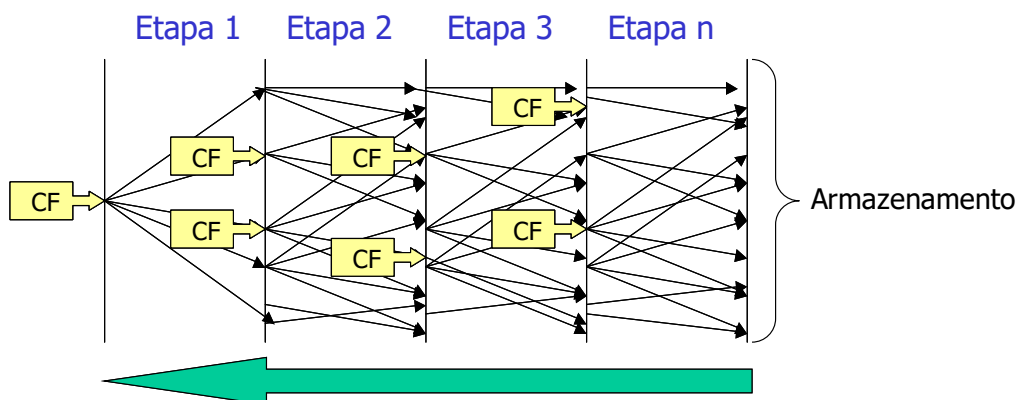 Etapa 1
Etapa 2
Etapa 3
Etapa n
CF
CF
CF
CF
CF
CF
CF
Armazenamento